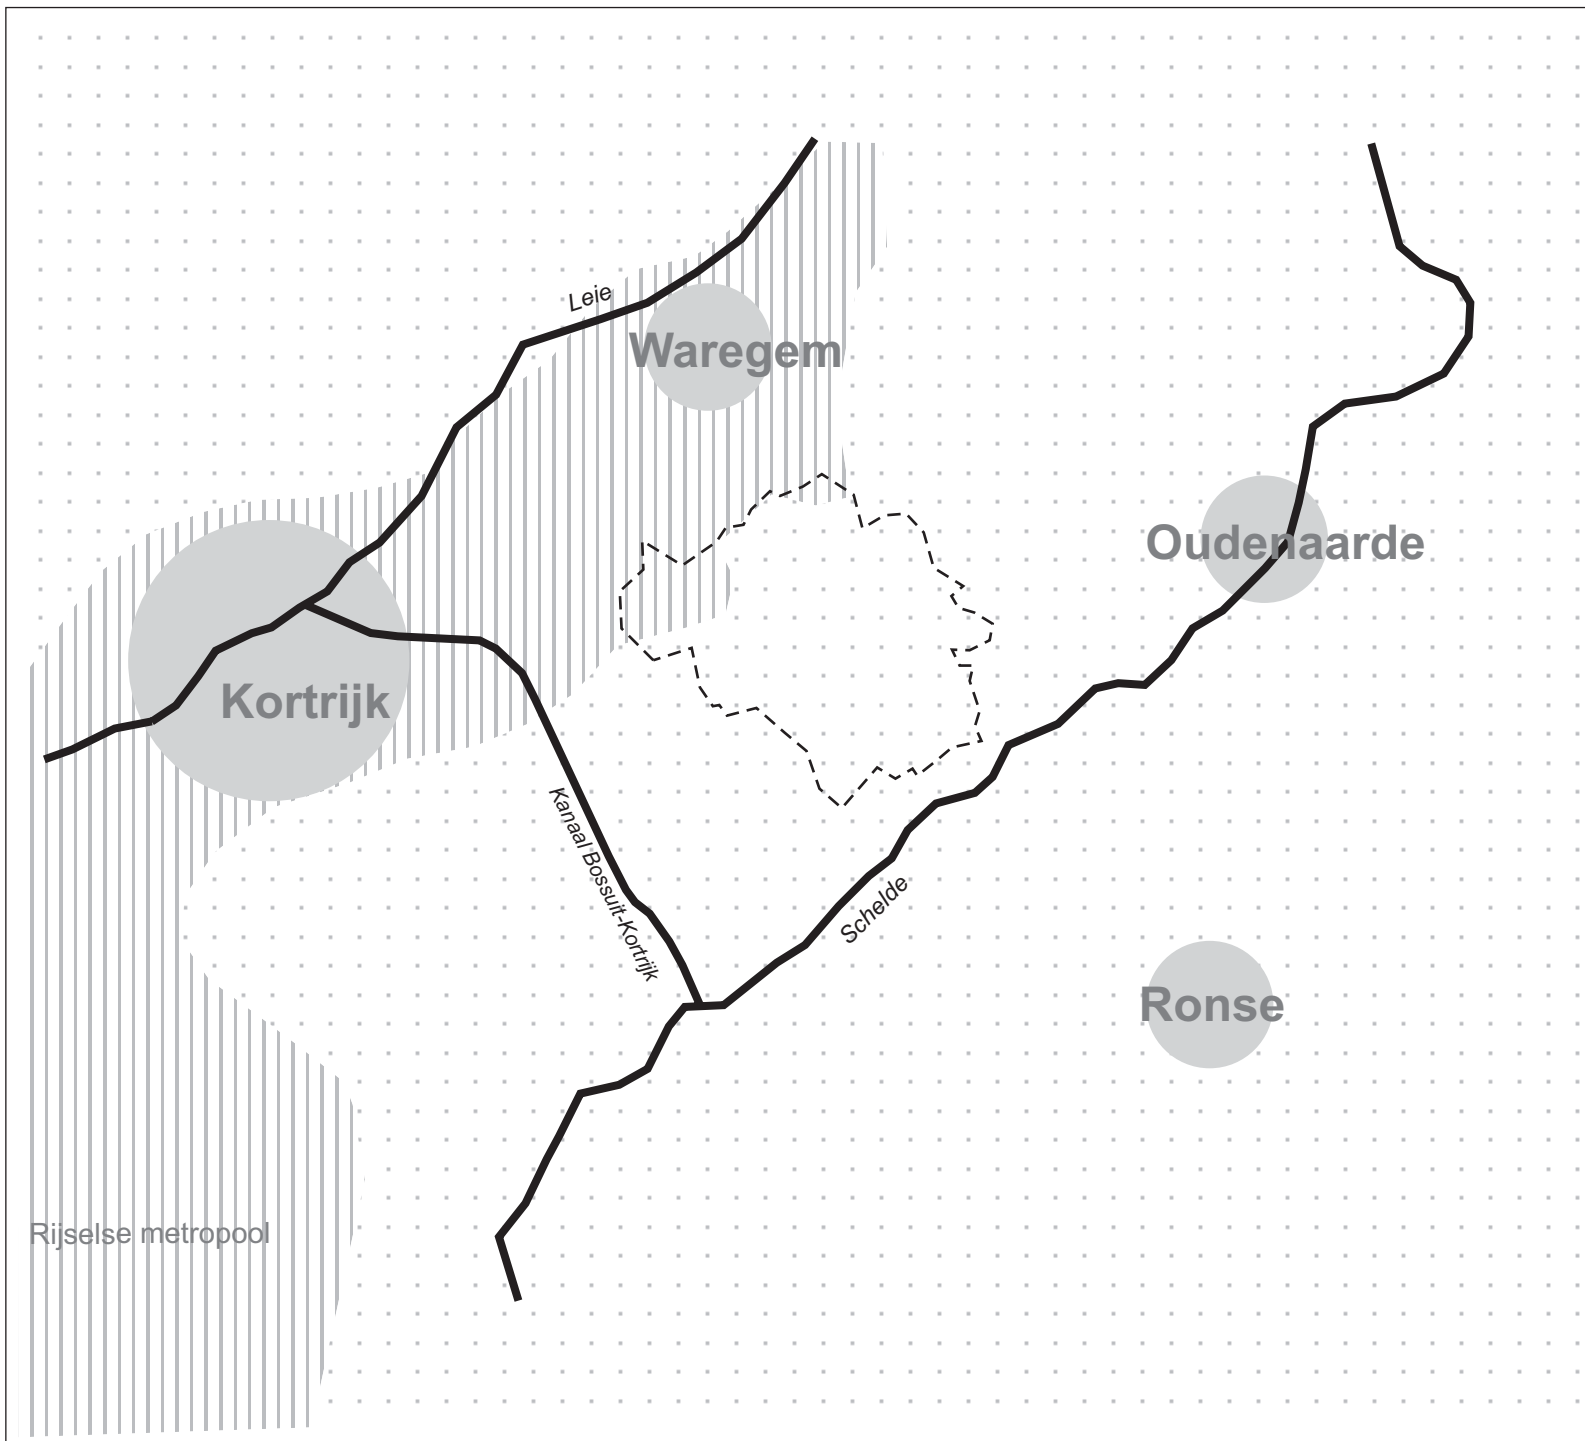 Leie
Waregem
Oudenaarde
Kortrijk
Kanaal Bossuit-Kortrijk
Schelde
Ronse
Rijselse metropool